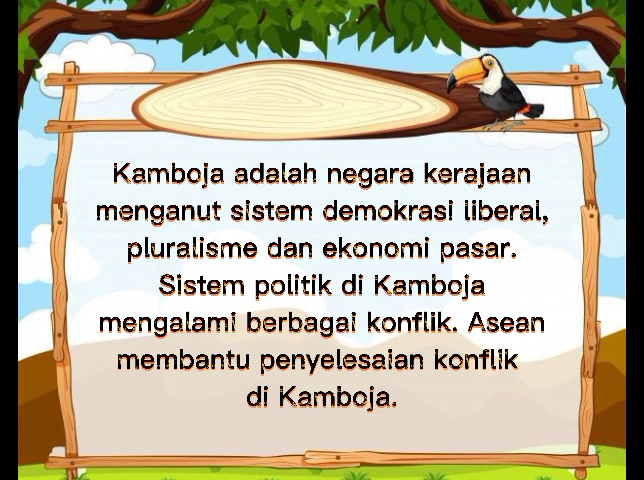 Kamboja adalah negara kerajaan
menganut sistem demokrasi liberal,
pluralisme dan ekonomi pasar.
Sistem politik di Kamboja
mengalami berbagai konflik. Asean
membantu penyelesaian konflik
di Kamboja.